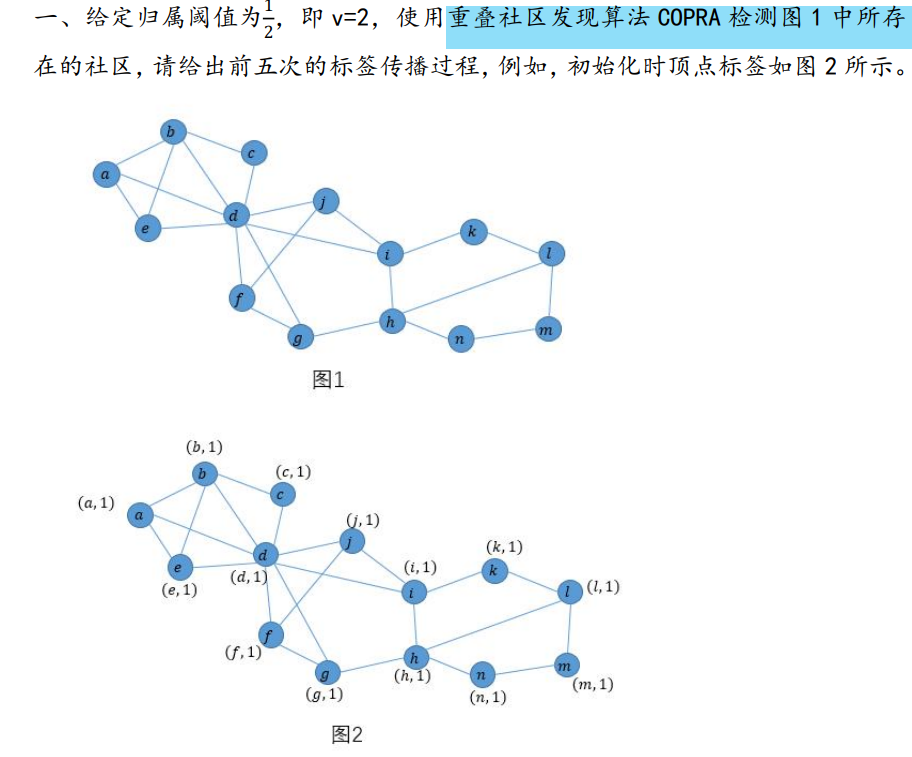 一、给定归属阈值为1/2，即 v=2，使用重叠社区发现算法 COPRA 检测图 1 中所存
在的社区，请给出前五次的标签传播过程，例如，初始化时顶点标签如图 2 所示。
b
c
a
j
d
e
k
i
l
f
h
g
n
m
图1
(b, 1)
(c, 1)
b
c
(a, 1)
a
(j, 1)
j
(k, 1)
d
e
(d, 1)
(i, 1)
k
(e, 1)
i
l
(l, 1)
f
(f, 1)
h
m
g
(h, 1)
n
(m, 1)
(g, 1)
(n, 1)
图2